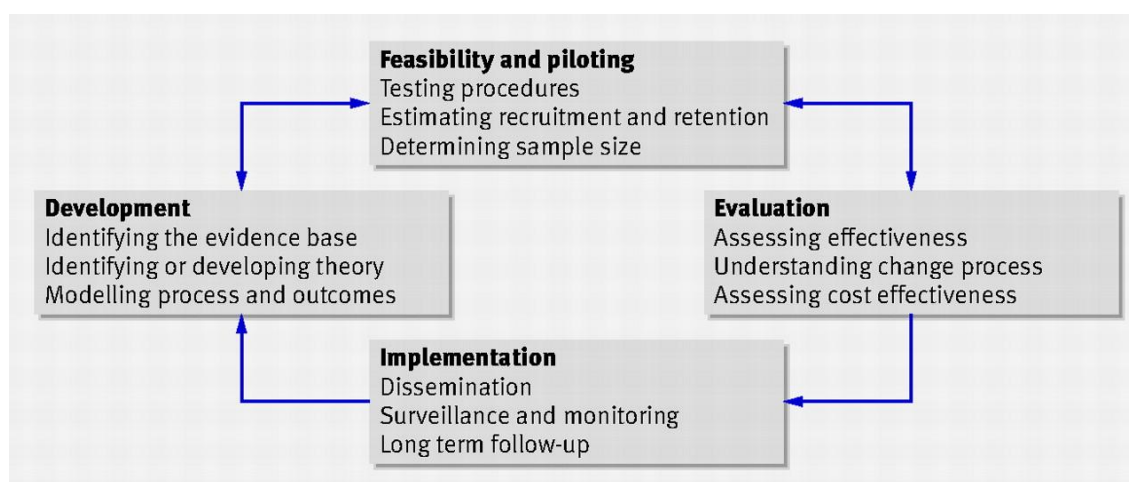 Feasibility and piloting
Testing procedures
Estimating recruitment and retention
Determining sample size
Development
Identifying the evidence base
Identifying or developing theory
Modelling process and outcomes
Evaluation
Assessing effectiveness
Understanding change process
Assessing cost effectiveness
Implementation
Dissemination
Surveillance and monitoring
Long term follow-up